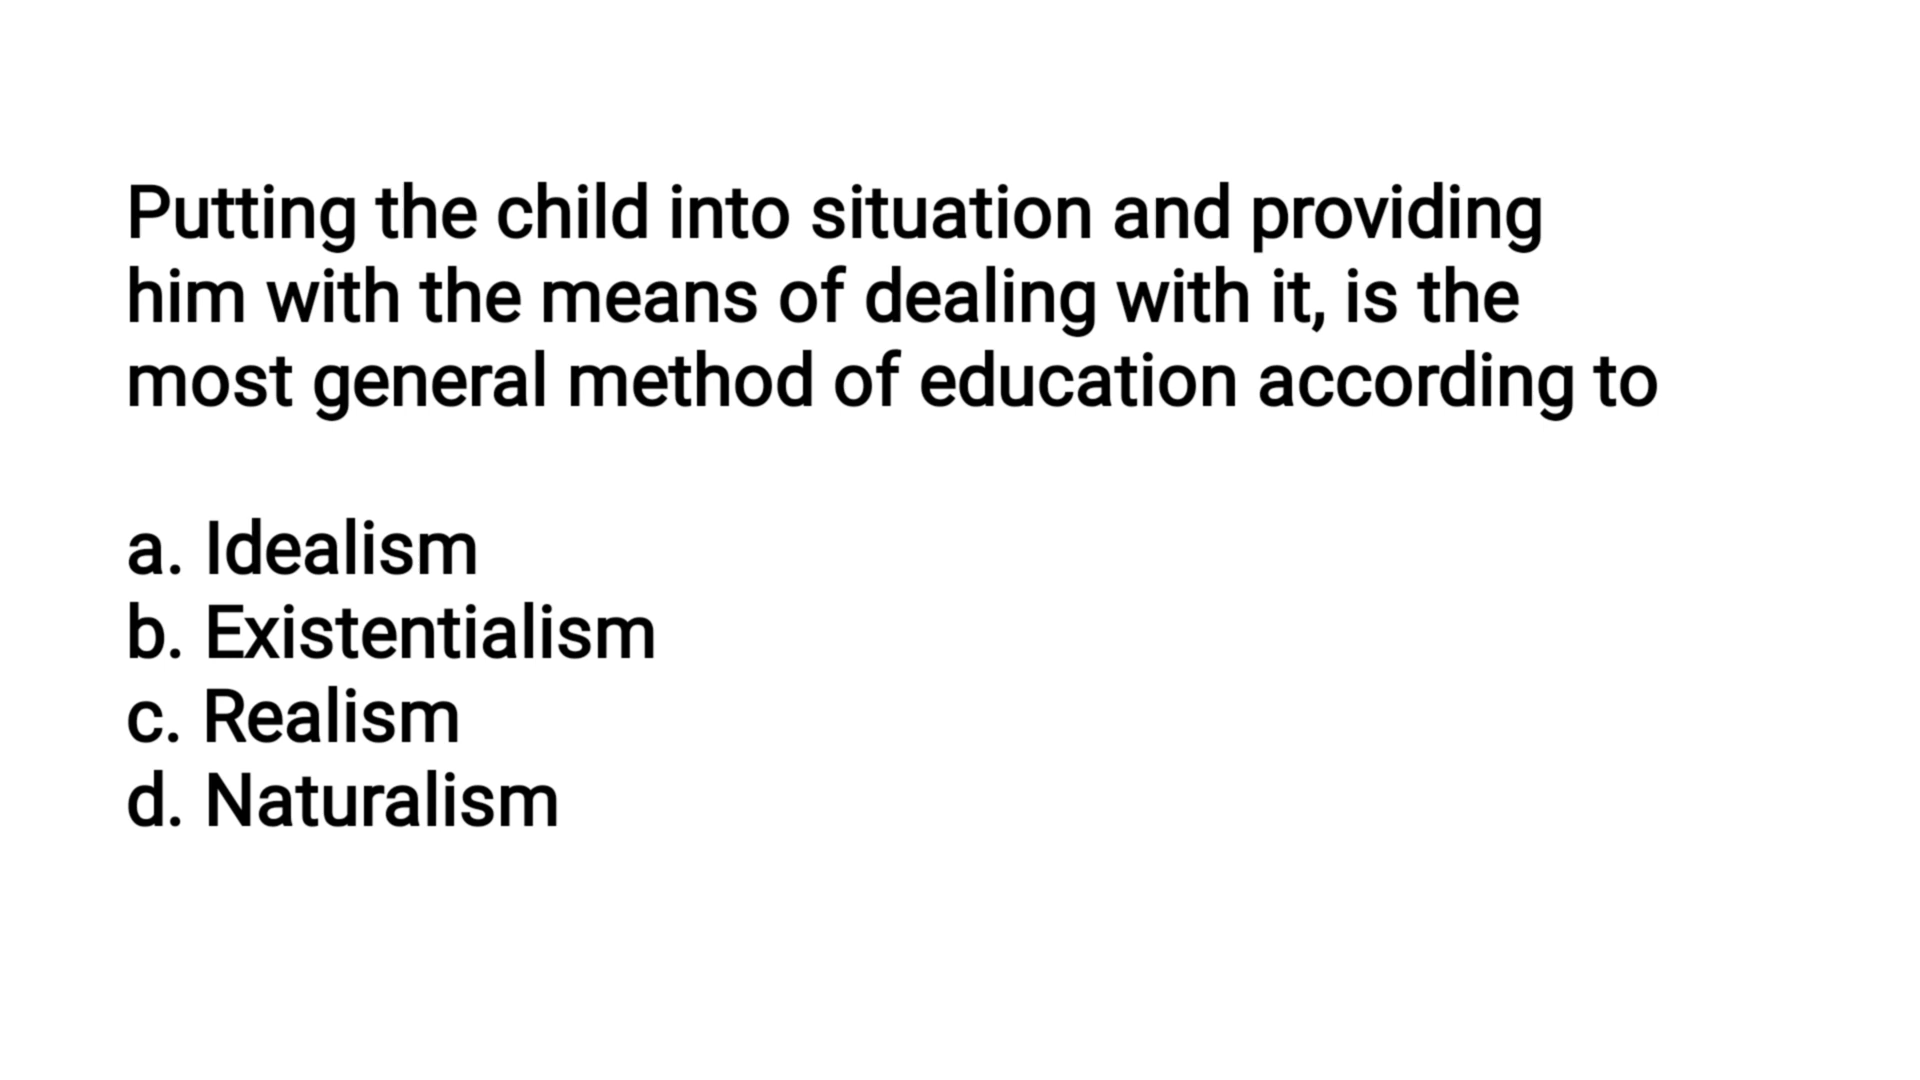 Putting the child into situation and providing
him with the means of dealing with it, is the
most general method of education according to
a. Idealism
b. Existentialism
c. Realism
d. Naturalism